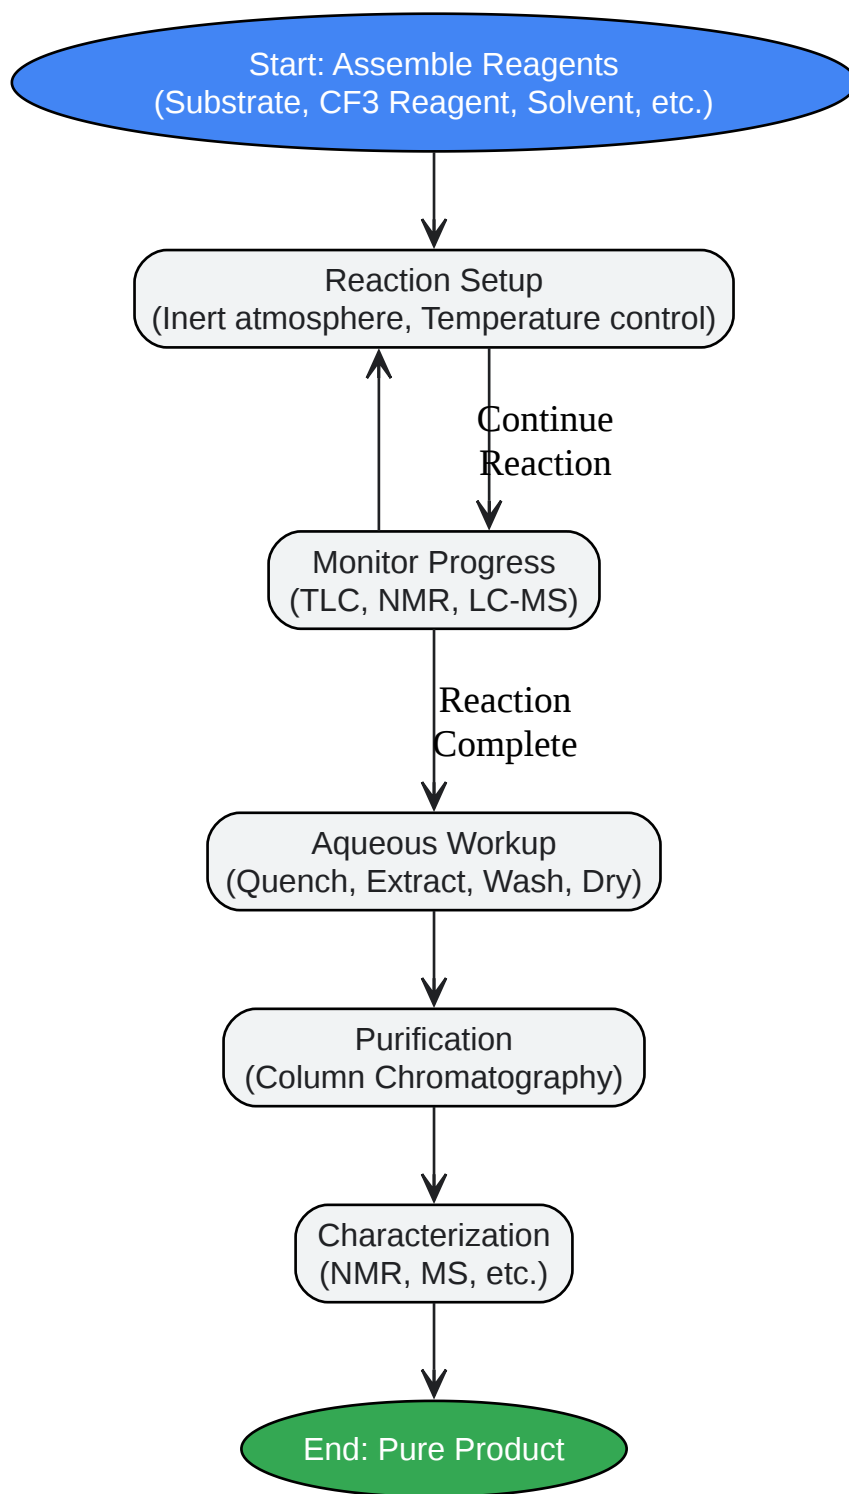 Start: Assemble Reagents
(Substrate, CF3 Reagent, Solvent, etc.)
Reaction Setup
(Inert atmosphere, Temperature control)
Continue
Reaction
Monitor Progress
(TLC, NMR, LC-MS)
Reaction
Complete
Aqueous Workup
(Quench, Extract, Wash, Dry)
Purification
(Column Chromatography)
Characterization
(NMR, MS, etc.)
End: Pure Product